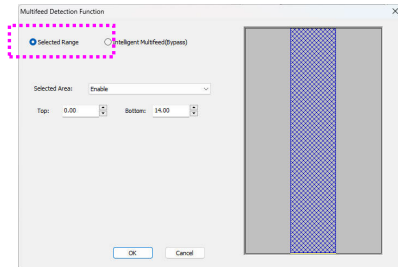 Multifeed Detection Function
Selected Range Intelligent Multifeed(Bypass)
Selected Area: Enable
Top: 0.00 Bottom: 14.00
OK Cancel